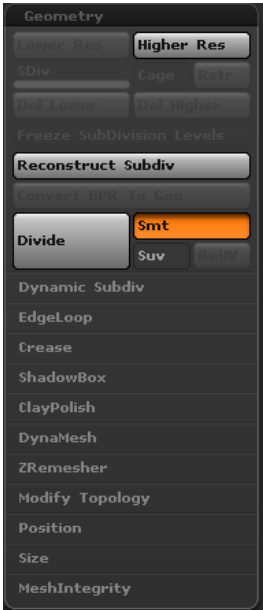 Geometry
Lower Res Higher Res
SDiv Cage Rstr
Del Lower Del Higher
Freeze SubDivision Levels
Reconstruct Subdiv
Convert BPR To Geo
Divide Smt
Suv ReUV
Dynamic Subdiv
EdgeLoop
Crease
ShadowBox
ClayPolish
DynaMesh
ZRemesher
Modify Topology
Position
Size
MeshIntegrity